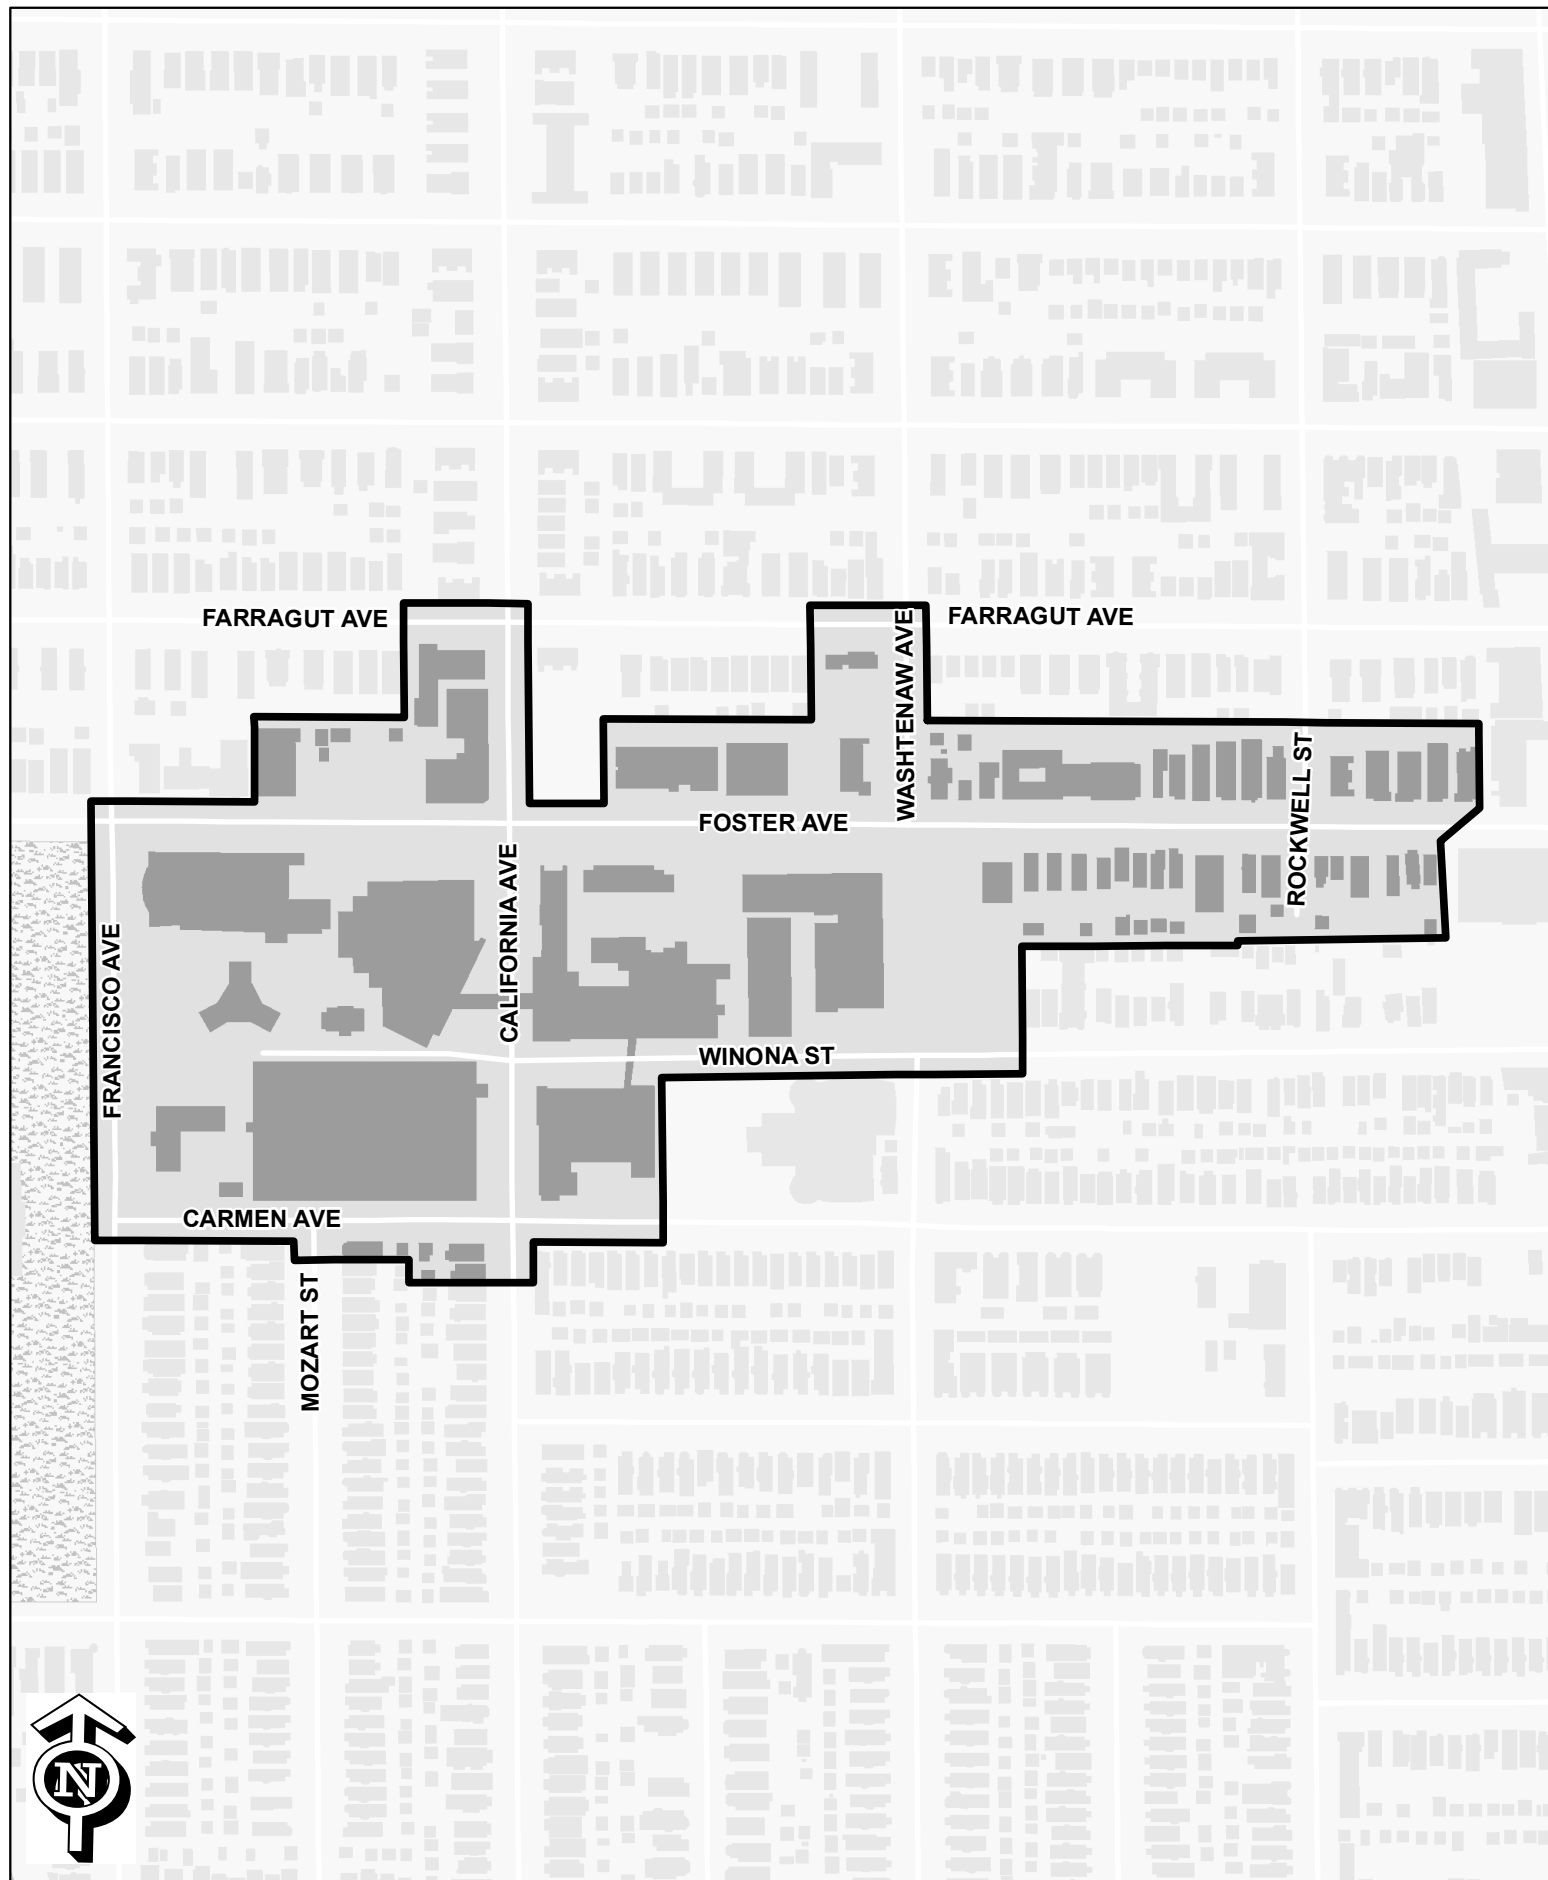 FARRAGUT AVE
FARRAGUT AVE
WASHTENAW AVE
ROCKWELL ST
FOSTER AVE
CALIFORNIA AVE
FRANCISCO AVE
WINONA ST
CARMEN AVE
MOZART ST
N